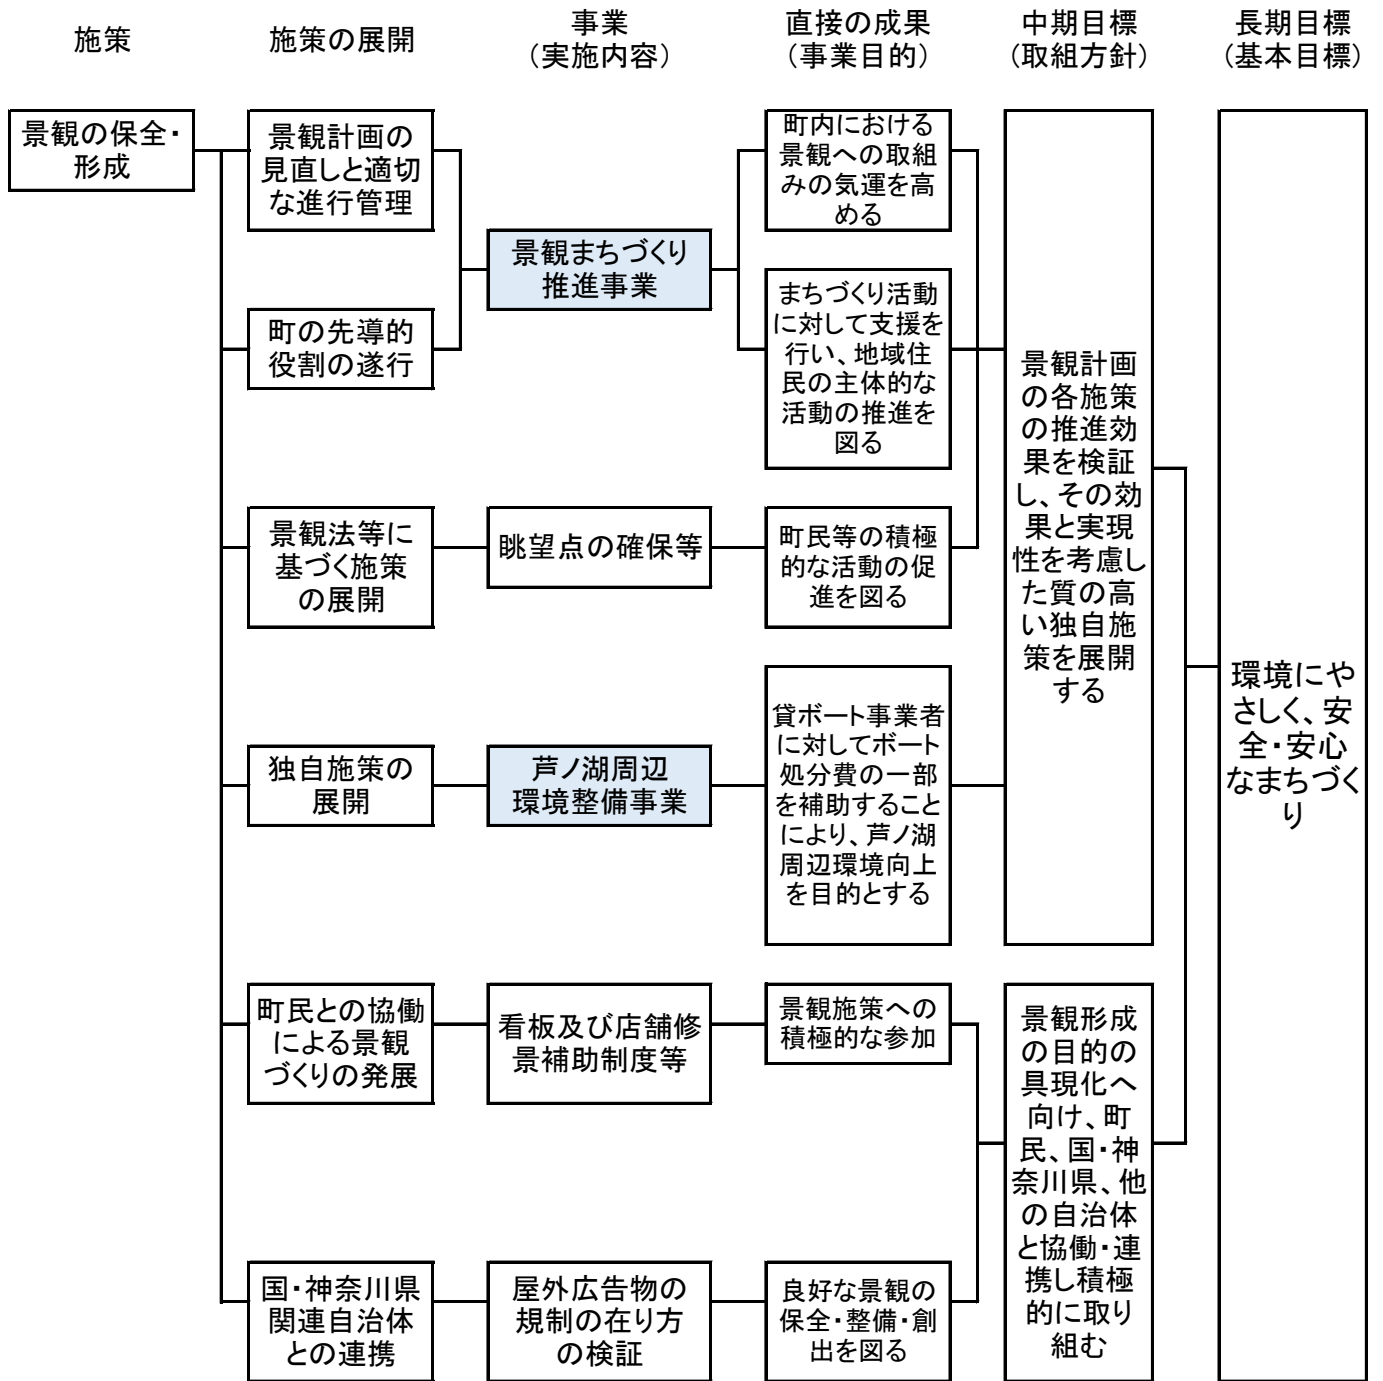 施策
施策の展開
事業
（実施内容）
直接の成果
（事業目的）
中期目標
（取組方針）
長期目標
（基本目標）
景観の保全・
形成
景観計画の
見直しと適切
な進行管理
町の先導的
役割の遂行
景観法等に
基づく施策
の展開
独自施策の
展開
町民との協働
による景観
づくりの発展
国・神奈川県
関連自治体
との連携
景観まちづくり
推進事業
眺望点の確保等
芦ノ湖周辺
環境整備事業
看板及び店舗修
景補助制度等
屋外広告物の
規制の在り方
の検証
町内における
景観への取組
みの気運を高
める
まちづくり活動
に対して支援を
行い、地域住
民の主体的な
活動の推進を
図る
町民等の積極
的な活動の促
進を図る
貸ボート事業者
に対してボート
処分費の一部
を補助すること
により、芦ノ湖
周辺環境向上
を目的とする
景観施策への
積極的な参加
良好な景観の
保全・整備・創
出を図る
景観計画
の各施策
の推進効
果を検証
し、その効
果と実現
性を考慮し
た質の高
い独自施
策を展開
する
景観形成
の目的の
具現化へ
向け、町
民、国・神
奈川県、他
の自治体
と協働・連
携し積極
的に取り
組む
環境にや
さしく、安
全・安心
なまちづく
り